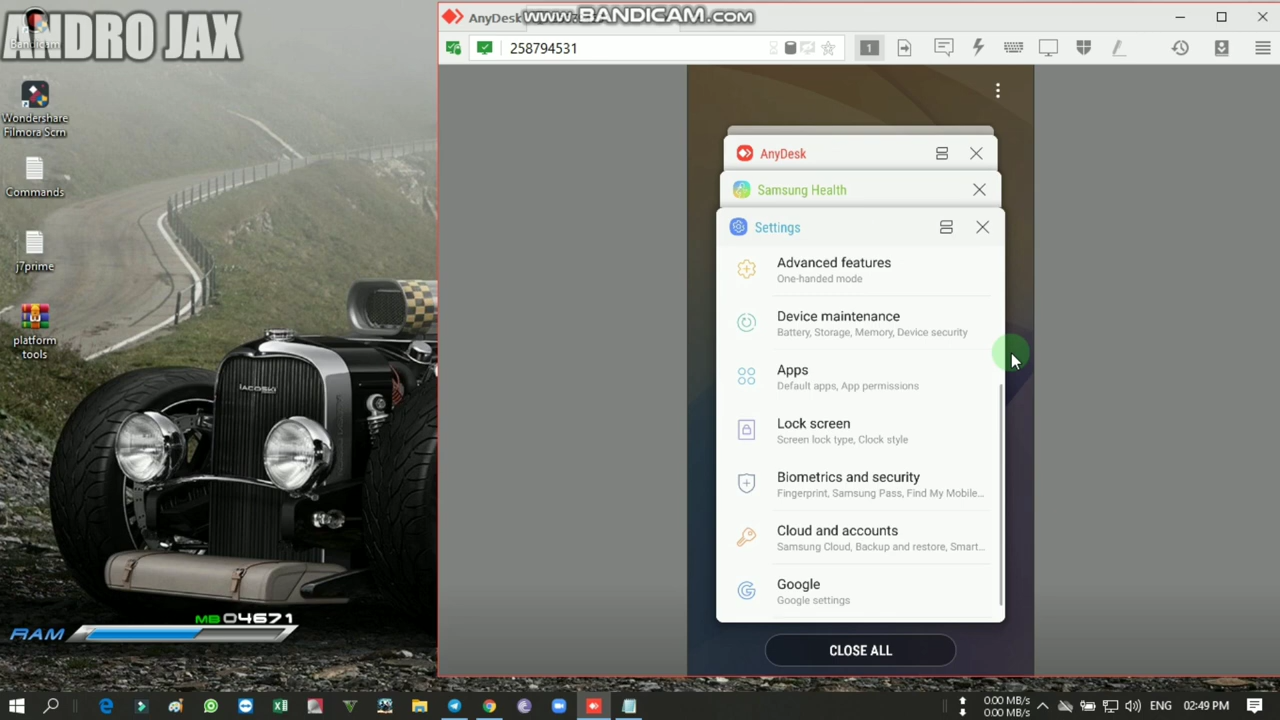 ANDRO JAX
Bandicam
Wondershare
Filmora Scrn
Commands
j7prime
platform
tools
IACOSKI
MB 04671
RAM
AnyDesk
WWW.BANDICAM.COM
258794531
1
AnyDesk
Samsung Health
Settings
Advanced features
One-handed mode
Device maintenance
Battery, Storage, Memory, Device security
Apps
Default apps, App permissions
Lock screen
Screen lock type, Clock style
Biometrics and security
Fingerprint, Samsung Pass, Find My Mobile...
Cloud and accounts
Samsung Cloud, Backup and restore, Smart...
Google
Google settings
CLOSE ALL
0.00 MB/s
0.00 MB/s
ENG
02:49 PM